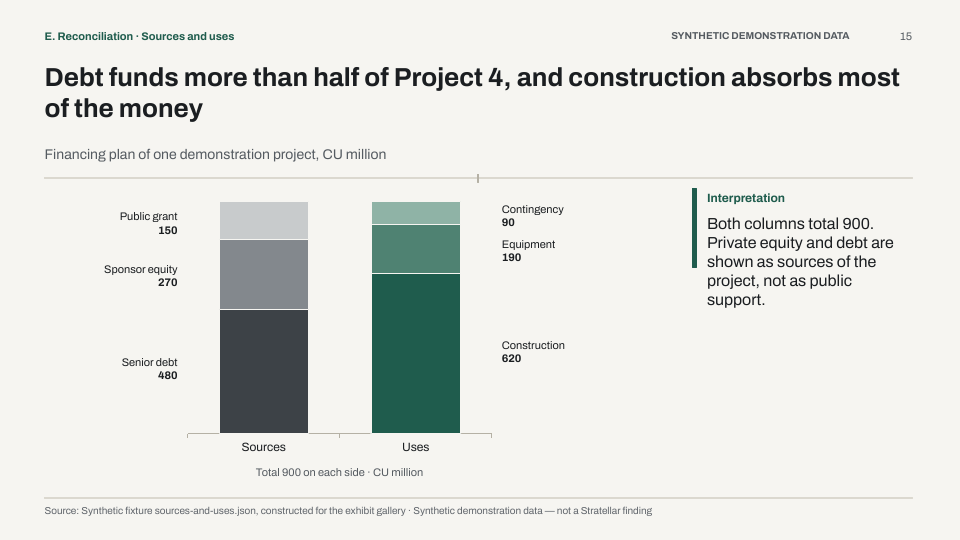 E. Reconciliation · Sources and uses
SYNTHETIC DEMONSTRATION DATA
15
Debt funds more than half of Project 4, and construction absorbs most
of the money
Financing plan of one demonstration project, CU million
Public grant
150
Sponsor equity
270
Senior debt
480
Contingency
90
Equipment
190
Construction
620
Sources
Uses
Total 900 on each side · CU million
Interpretation
Both columns total 900.
Private equity and debt are
shown as sources of the
project, not as public
support.
Source: Synthetic fixture sources-and-uses.json, constructed for the exhibit gallery · Synthetic demonstration data — not a Stratellar finding